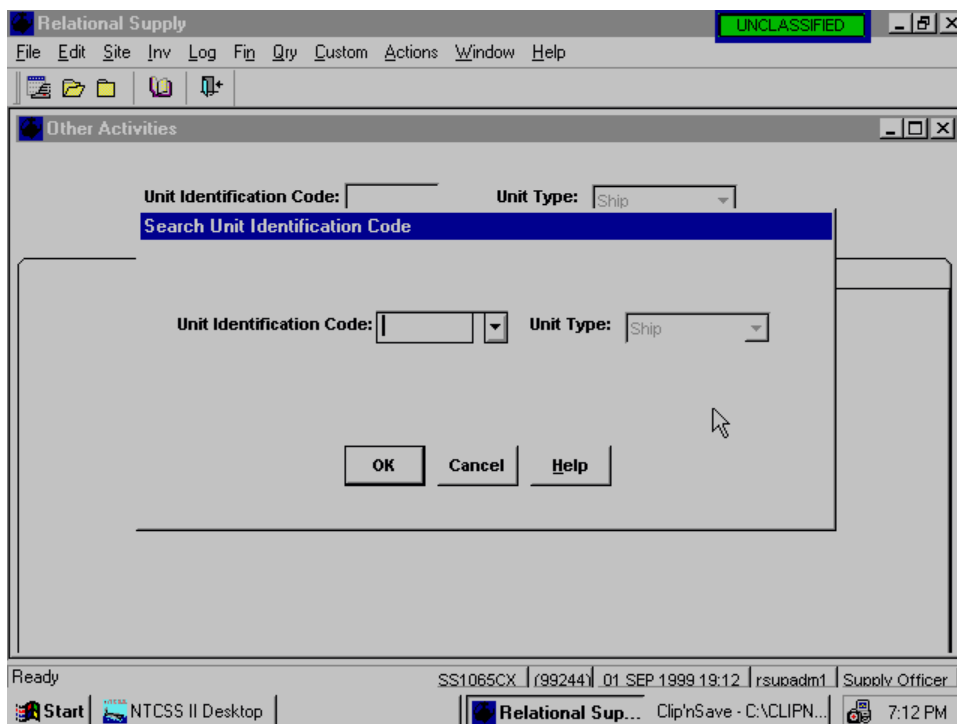 Relational Supply UNCLASSIFIED
File Edit Site Inv Log Fin Qry Custom Actions Window Help
Other Activities
Unit Identification Code: Unit Type: Ship
Search Unit Identification Code
Unit Identification Code: Unit Type: Ship
OK Cancel Help
Ready SS1065CX (99244) 01 SEP 1999 19:12 rsupadm1 Supply Officer
Start NTCSS II Desktop Relational Sup... Clip'nSave - C:\CLIPN... 7:12 PM